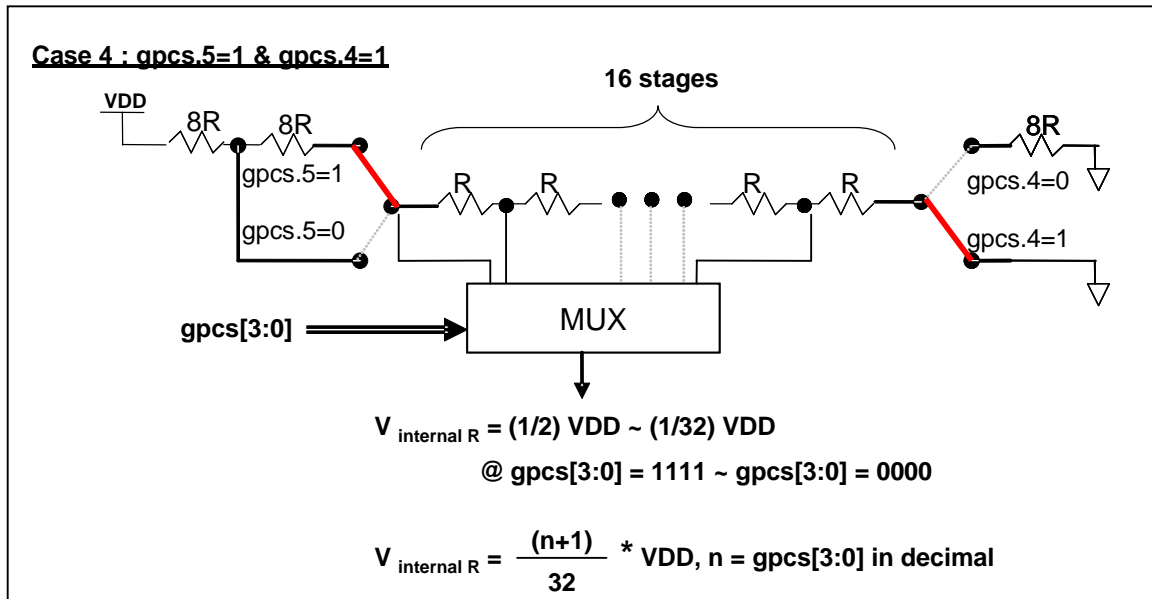 Case 4 : gpcs.5=1 & gpcs.4=1
16 stages
VDD
8R
8R
8R
gpcs.5=1
R
R
R
R
gpcs.4=0
gpcs.5=0
gpcs.4=1
MUX
gpcs[3:0]
V internal R = (1/2) VDD ~ (1/32) VDD
@ gpcs[3:0] = 1111 ~ gpcs[3:0] = 0000
V internal R = (n+1) / 32 * VDD, n = gpcs[3:0] in decimal